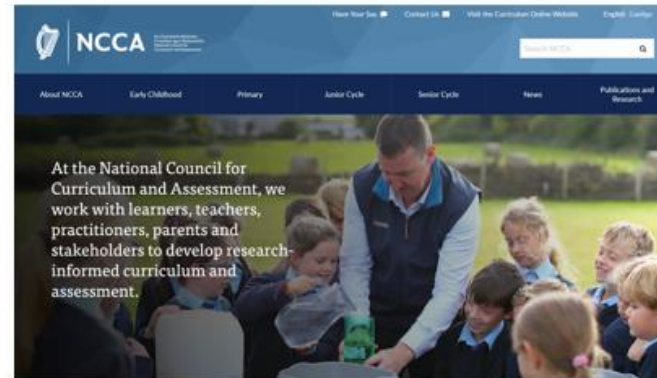 Have Your Say
Contact Us
Visit the Curriculum Online Website
English Gaeilge
NCCA
Search NCCA
About NCCA
Early Childhood
Primary
Junior Cycle
Senior Cycle
News
Publications and
Research
At the National Council for
Curriculum and Assessment, we
work with learners, teachers,
practitioners, parents and
stakeholders to develop research-
informed curriculum and
assessment.